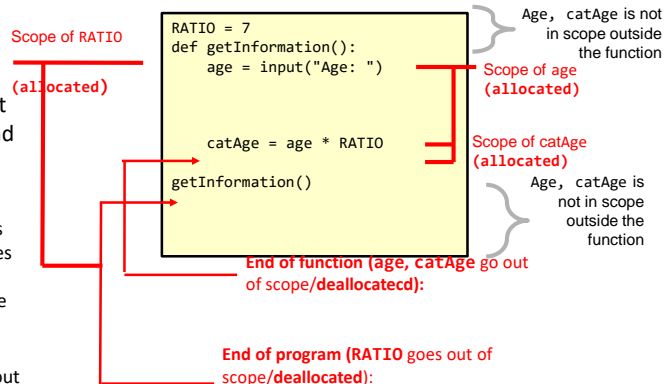 Scope of RATIO
(allocated)
RATIO = 7
def getInformation():
age = input("Age: ")
catAge = age * RATIO
getInformation()
Age, catAge is not
in scope outside
the function
Scope of age
(allocated)
Scope of catAge
(allocated)
Age, catAge is
not in scope
outside the
function
End of function (age, catAge go out
of scope/deallocatecd):
End of program (RATIO goes out of
scope/deallocated):